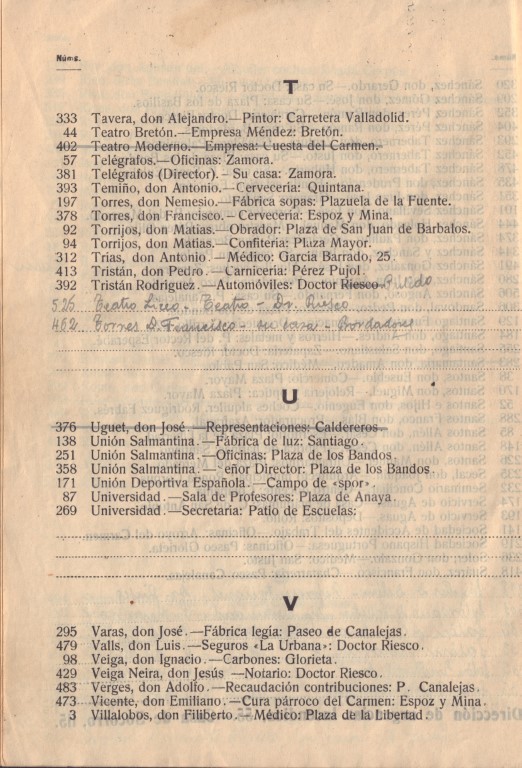 Núms.
T
333 Tavera, don Alejandro.—Pintor: Carretera Valladolid.
44 Teatro Bretón.—Empresa Méndez: Bretón.
402 Teatro Moderno.—Empresa: Cuesta del Carmen.
57 Telégrafos.—Oficinas: Zamora.
381 Telégrafos (Director).- Su casa: Zamora.
393 Temiño, don Antonio.—Cervecería: Quintana.
197 Torres, don Nemesio.—Fábrica sopas: Plazuela de la Fuente.
378 Torres, don Francisco.- Cervecería: Espoz y Mina,
92 Torrijos, don Matías.—Obrador: Plaza de San Juan de Barbalos.
94 Torrijos, don Matías.—Confitería: Plaza Mayor.
312 Trías, don Antonio.—Médico: García Barrado, 25.
413 Tristán, don Pedro.—Carnicería: Pérez Pujol.
392 Tristán Rodríguez.—Automóviles: Doctor Riesco Pulido
526 Teatro Liceo - Teatro - Dr. Riesco
462 Torres D. Francisco - su casa - Bordadores
U
376 Uguet, don José.—Representaciones: Caldereros
138 Unión Salmantina.—Fábrica de luz: Santiago.
251 Unión Salmantina.—Oficinas: Plaza de los Bandos.
358 Unión Salmantina.— eñor Director: Plaza de los Bandos
171 Unión Deportiva Española.—Campo de «spor».
87 Universidad.—Sala de Profesores: Plaza de Anaya.
269 Universidad.—Secretaria: Patio de Escuelas:
V
295 Varas, don José.—Fábrica legía: Paseo de Canalejas.
479 Valls, don Luis.—Seguros «La Urbana»: Doctor Riesco.
98 Veiga, don Ignacio.—Carbones: Glorieta.
429 Veiga Neira, don Jesús—Notario: Doctor Riesco.
483 Verges, don Adolfo.—Recaudación contribuciones: P. Canalejas.
473 Vicente, don Emiliano.—Cura párroco del Carmen: Espoz y Mina.
3 Villalobos, don Filiberto.- Médico: Plaza de la Libertad.